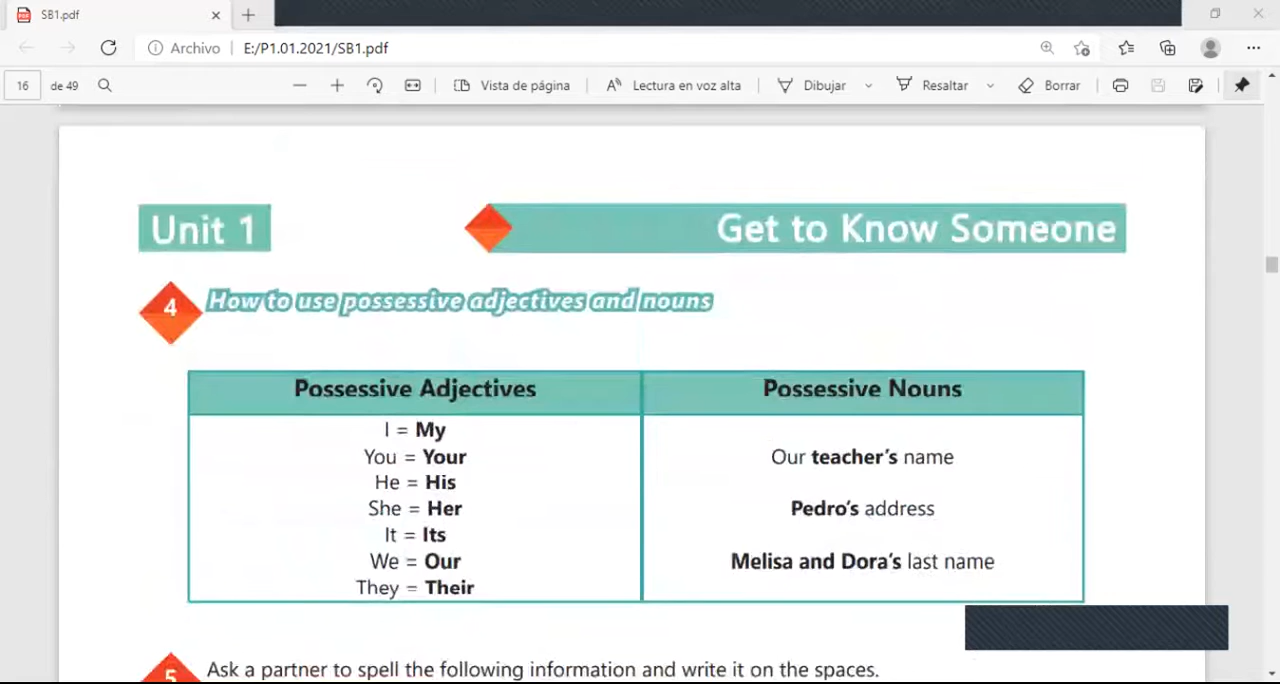 SB1.pdf
Archivo E:/P1.01.2021/SB1.pdf
16 de 49 Vista de página Lectura en voz alta Dibujar Resaltar Borrar
Unit 1 Get to Know Someone
4 How to use possessive adjectives and nouns
Possessive Adjectives Possessive Nouns
I = My
You = Your Our teacher's name
He = His
She = Her Pedro's address
It = Its
We = Our Melisa and Dora's last name
They = Their
5 Ask a partner to spell the following information and write it on the spaces.